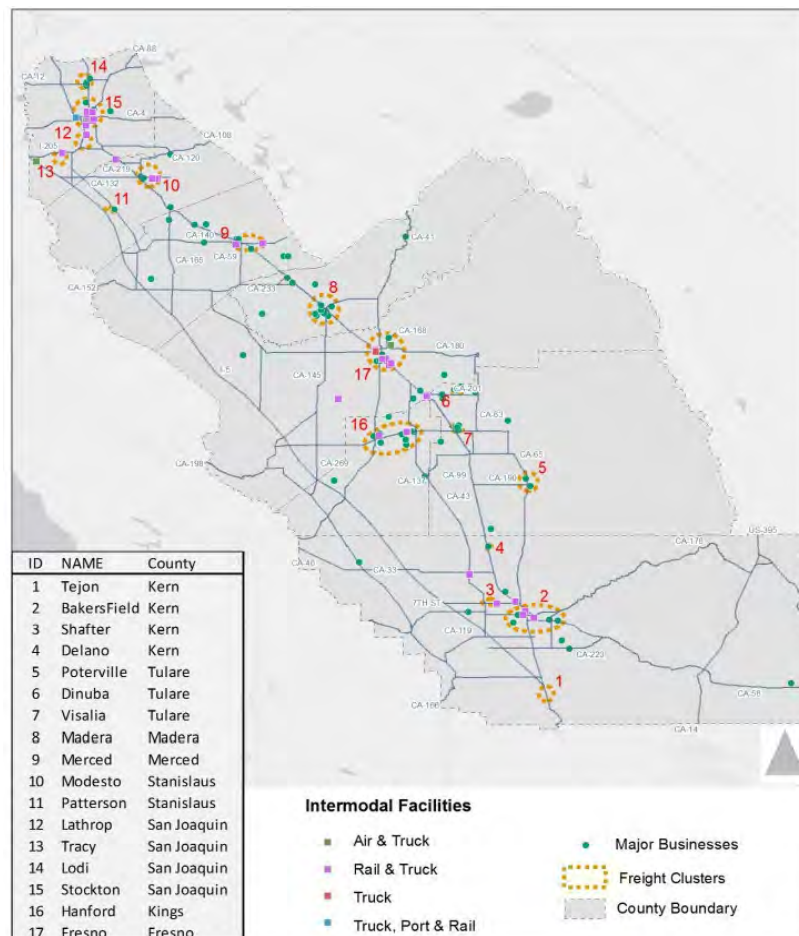 CA-88
14
CA-12
15
CA-4
12
I-205
CA-108
13
CA-120
CA-219
CA-132
10
11
9
CA-140
CA-59
CA-165
CA-41
CA-152
CA-233
8
CA-168
CA-180
I-5
CA-145
17
CA-201
6
16
CA-63
7
CA-198
CA-269
CA-65
CA-137
CA-99
CA-190
5
CA-43
4
US-395
CA-178
CA-46
CA-33
3
2
7TH ST
CA-119
CA-223
1
CA-58
CA-166
CA-14
ID NAME County
1 Tejon Kern
2 BakersField Kern
3 Shafter Kern
4 Delano Kern
5 Poterville Tulare
6 Dinuba Tulare
7 Visalia Tulare
8 Madera Madera
9 Merced Merced
10 Modesto Stanislaus
11 Patterson Stanislaus
12 Lathrop San Joaquin
13 Tracy San Joaquin
14 Lodi San Joaquin
15 Stockton San Joaquin
16 Hanford Kings
17 Fresno Fresno
Intermodal Facilities
Air & Truck
Rail & Truck
Truck
Truck, Port & Rail
Major Businesses
Freight Clusters
County Boundary